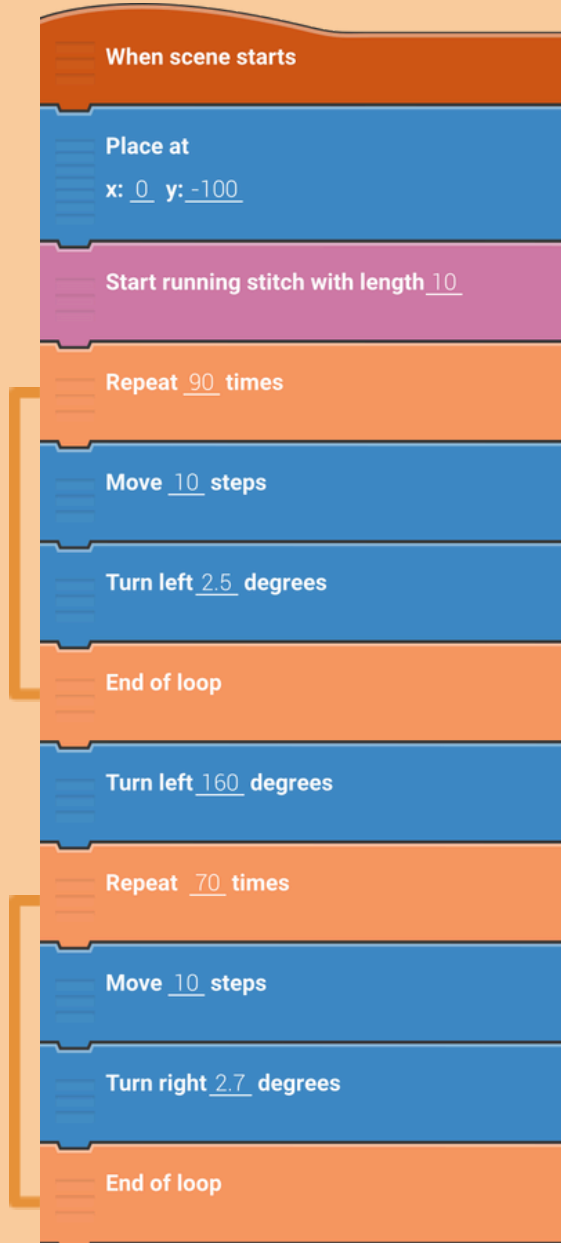 When scene starts
Place at
x: 0 y: -100
Start running stitch with length 10
Repeat 90 times
Move 10 steps
Turn left 2.5 degrees
End of loop
Turn left 160 degrees
Repeat 70 times
Move 10 steps
Turn right 2.7 degrees
End of loop